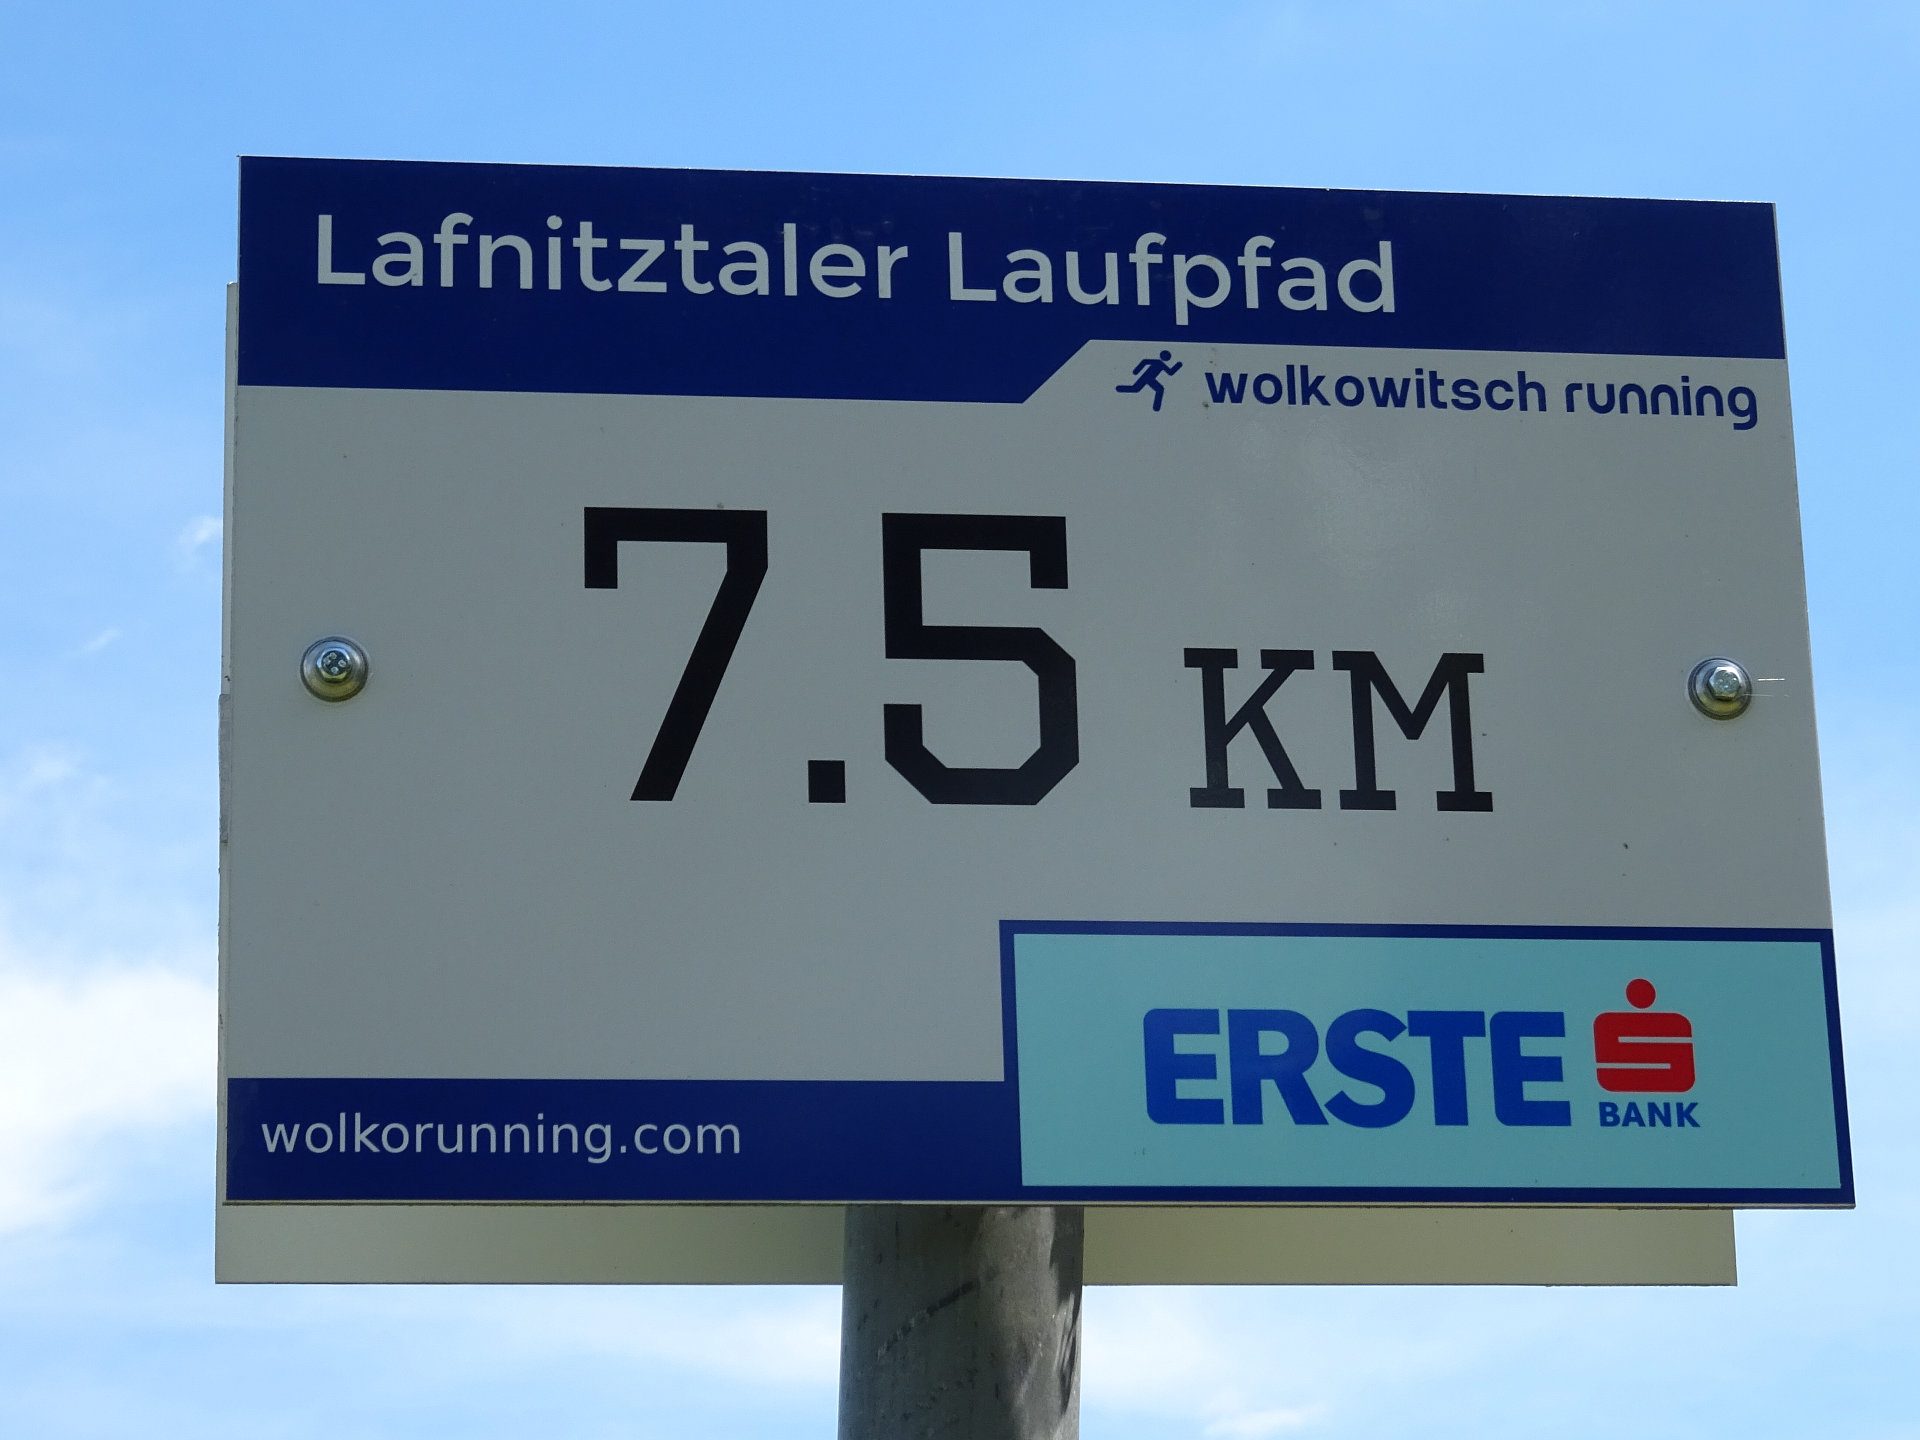 Lafnitztaler Laufpfad
wolkowitsch running
7.5 KM
ERSTE
BANK
wolkorunning.com